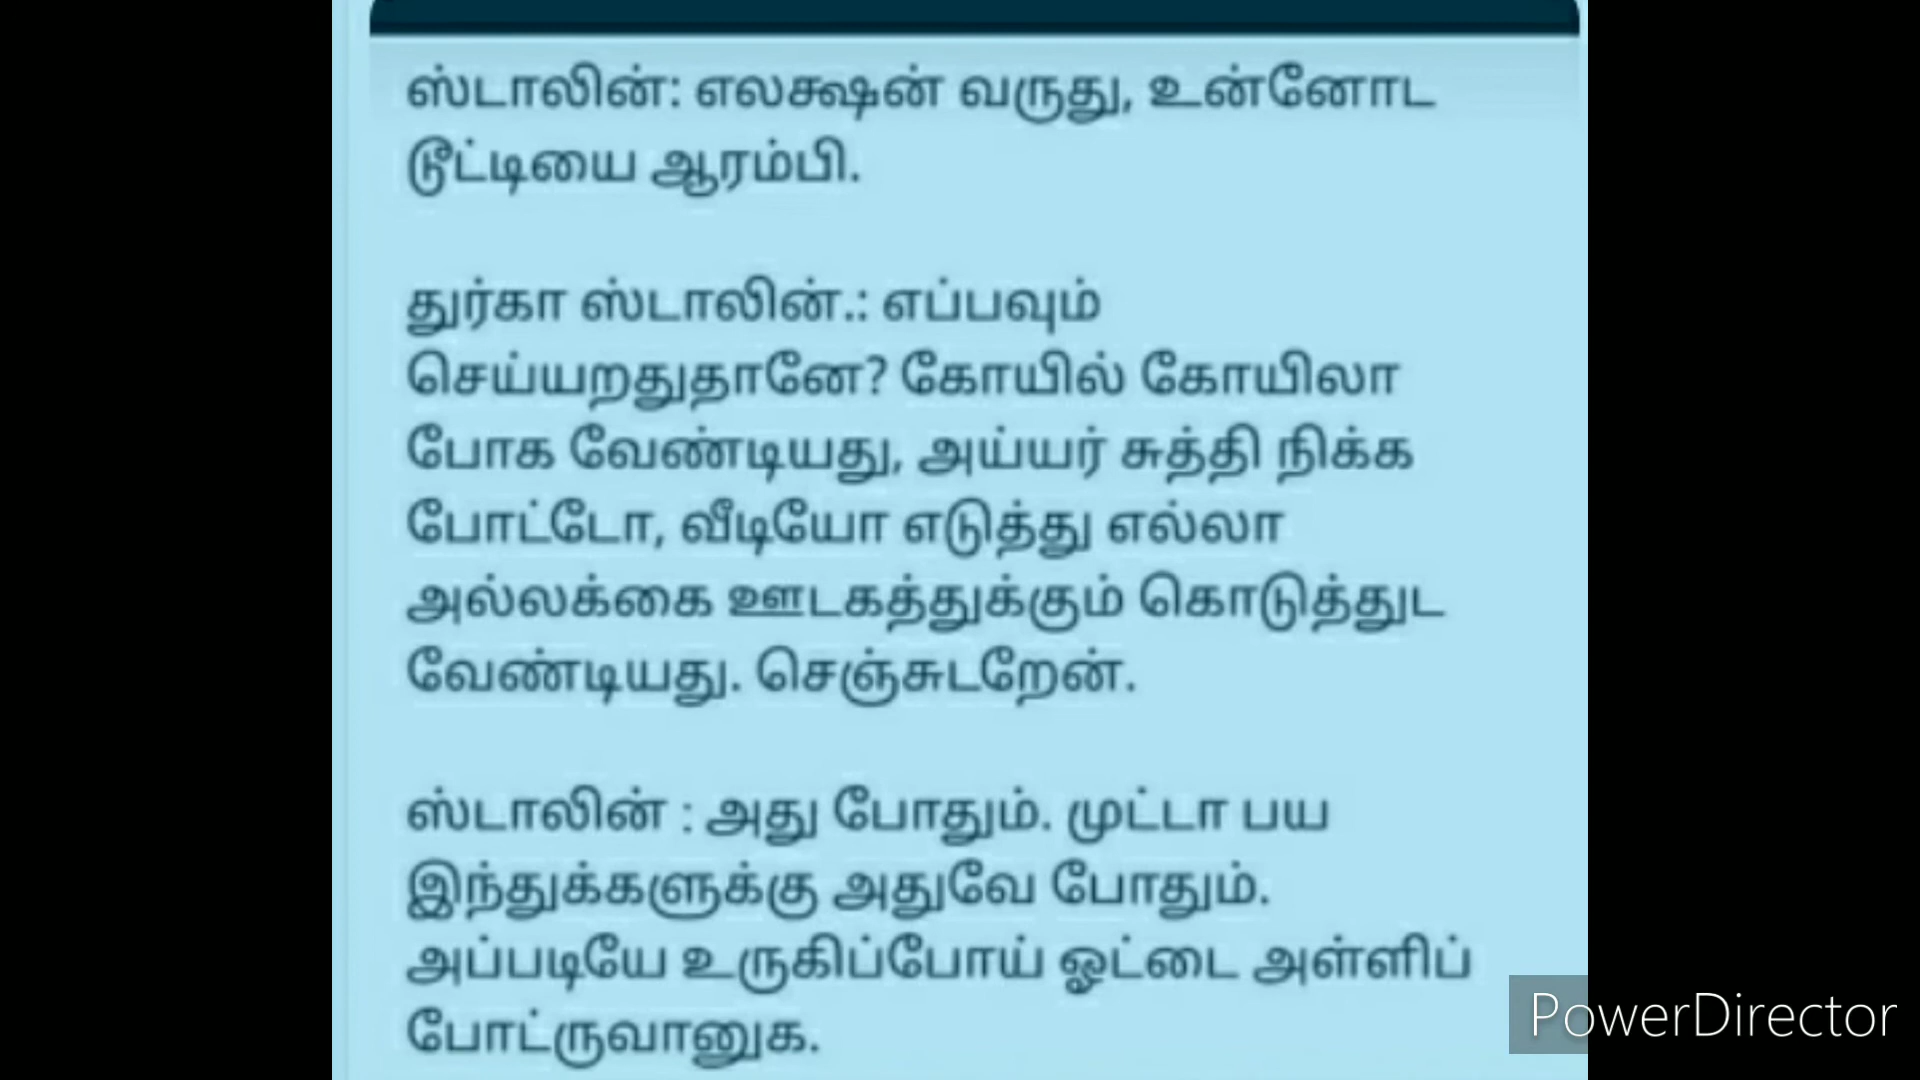 ஸ்டாலின்: எலக்ஷன் வருது, உன்னோட
டூட்டியை ஆரம்பி.
துர்கா ஸ்டாலின்.: எப்பவும்
செய்யறதுதானே? கோயில் கோயிலா
போக வேண்டியது, அய்யர் சுத்தி நிக்க
போட்டோ, வீடியோ எடுத்து எல்லா
அல்லக்கை ஊடகத்துக்கும் கொடுத்துட
வேண்டியது. செஞ்சுடறேன்.
ஸ்டாலின் : அது போதும். முட்டா பய
இந்துக்களுக்கு அதுவே போதும்.
அப்படியே உருகிப்போய் ஓட்டை அள்ளிப்
போட்ருவானுக.
PowerDirector